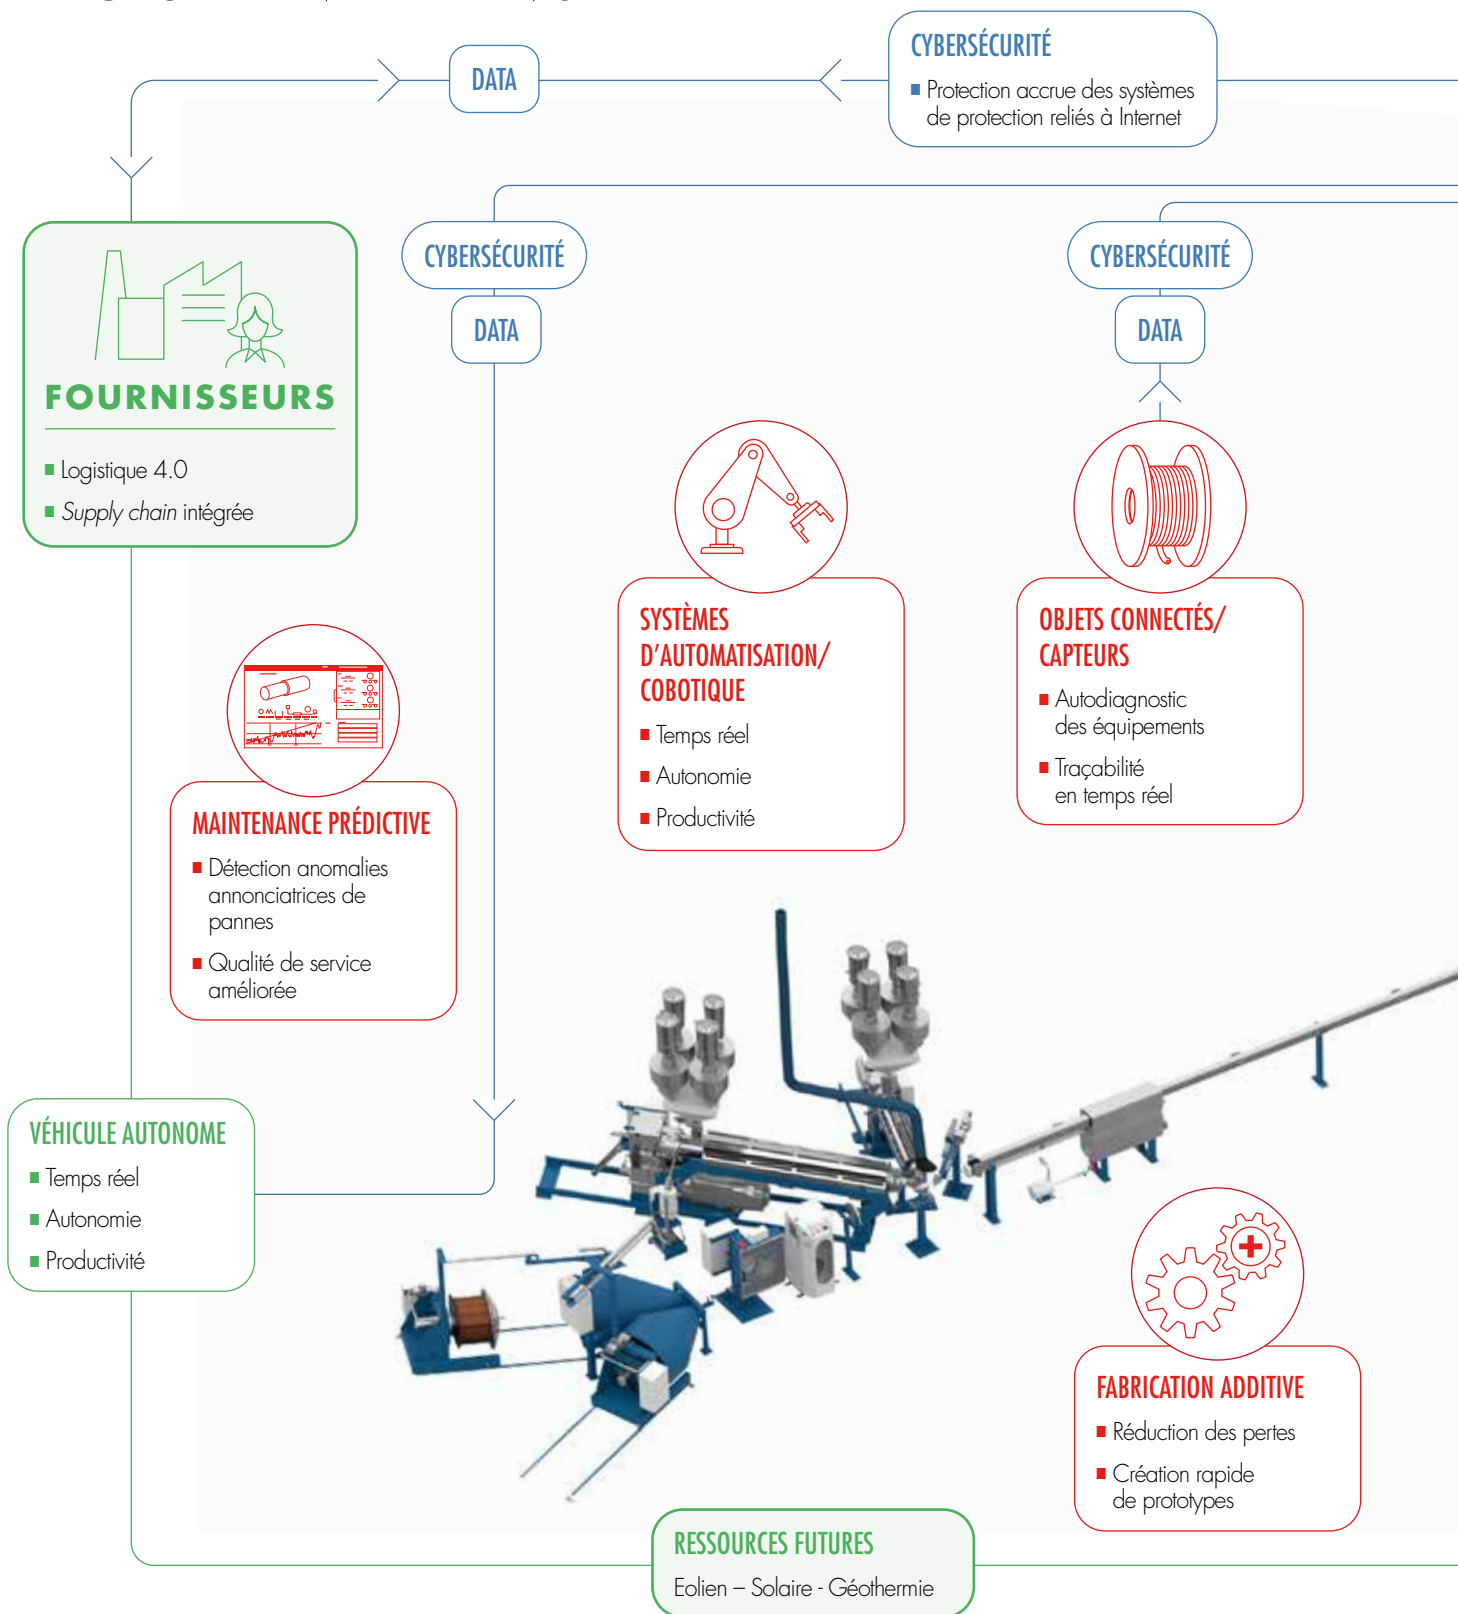 CYBERSÉCURITÉ
■ Protection accrue des systèmes
de protection reliés à Internet
DATA
CYBERSÉCURITÉ
DATA
CYBERSÉCURITÉ
DATA
FOURNISSEURS
■ Logistique 4.0
■ Supply chain intégrée
SYSTÈMES
D'AUTOMATISATION/
COBOTIQUE
■ Temps réel
■ Autonomie
■ Productivité
OBJETS CONNECTÉS/
CAPTEURS
■ Autodiagnostic
des équipements
■ Traçabilité
en temps réel
MAINTENANCE PRÉDICTIVE
■ Détection anomalies
annonciatrices de
pannes
■ Qualité de service
améliorée
VÉHICULE AUTONOME
■ Temps réel
■ Autonomie
■ Productivité
FABRICATION ADDITIVE
■ Réduction des pertes
■ Création rapide
de prototypes
RESSOURCES FUTURES
Eolien – Solaire - Géothermie